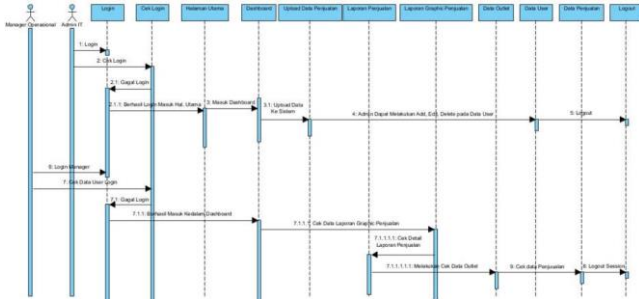 Login
Cek Login
Halaman Utama
Dashboard
Upload Data Penjualan
Laporan Penjualan
Laporan Graphic Penjualan
Data Outlet
Data User
Data Penjualan
Logout
Manager Operasional
Admin IT
1: Login
2: Cek Login
2.1: Gagal Login
2.1.1: Berhasil Login Masuk Hal. Utama
3: Masuk Dashboard
3.1: Upload Data
Ke Sistem
4: Admin Dapat Melakukan Add, Edit, Delete pada Data User
5: Logout
6: Login Manager
7: Cek Data User Login
7.1: Gagal Login
7.1.1: Berhasil Masuk Kedalam Dashboard
7.1.1.1: Cek Data Laporan Graphic Penjualan
7.1.1.1.1: Cek Detail
Laporan Penjualan
7.1.1.1.1.1: Melakukan Cek Data Outlet
9: Cek data Penjualan
8: Logout Session